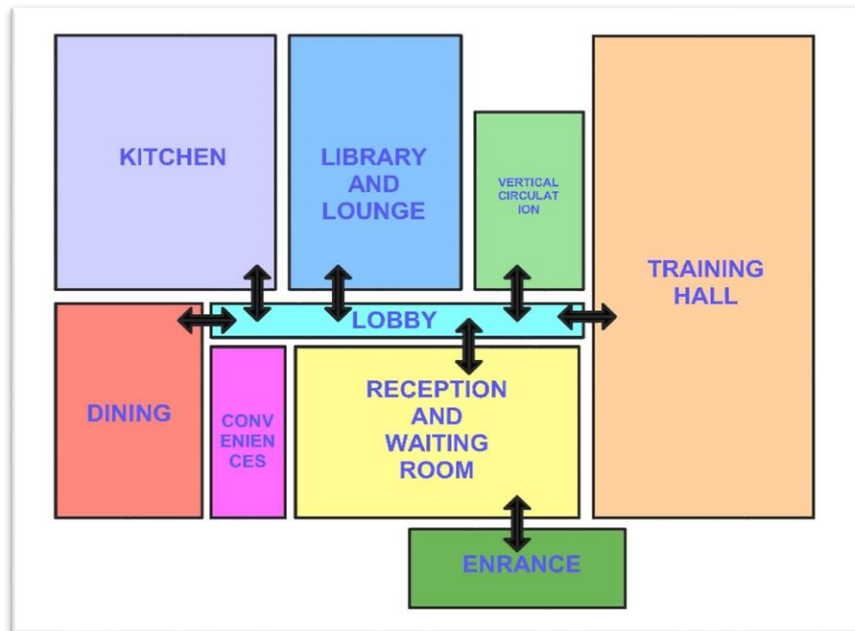 KITCHEN
LIBRARY
AND
LOUNGE
VERTICAL
CIRCULAT
ION
TRAINING
HALL
LOBBY
DINING
CONV
ENIEN
CES
RECEPTION
AND
WAITING
ROOM
ENRANCE